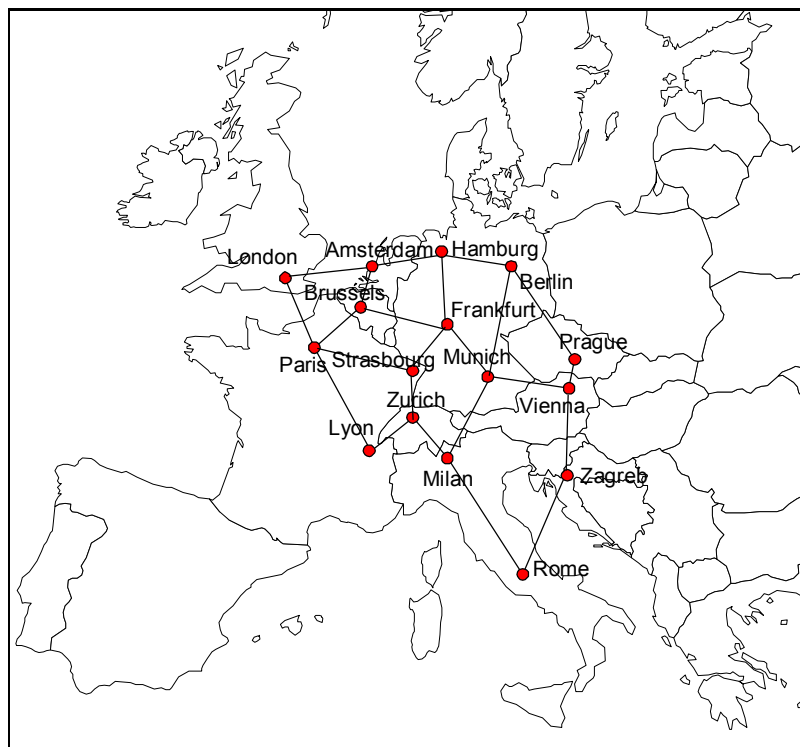 London
Amsterdam
Hamburg
Berlin
Brussels
Frankfurt
Paris
Strasbourg
Munich
Prague
Zurich
Vienna
Lyon
Milan
Zagreb
Rome